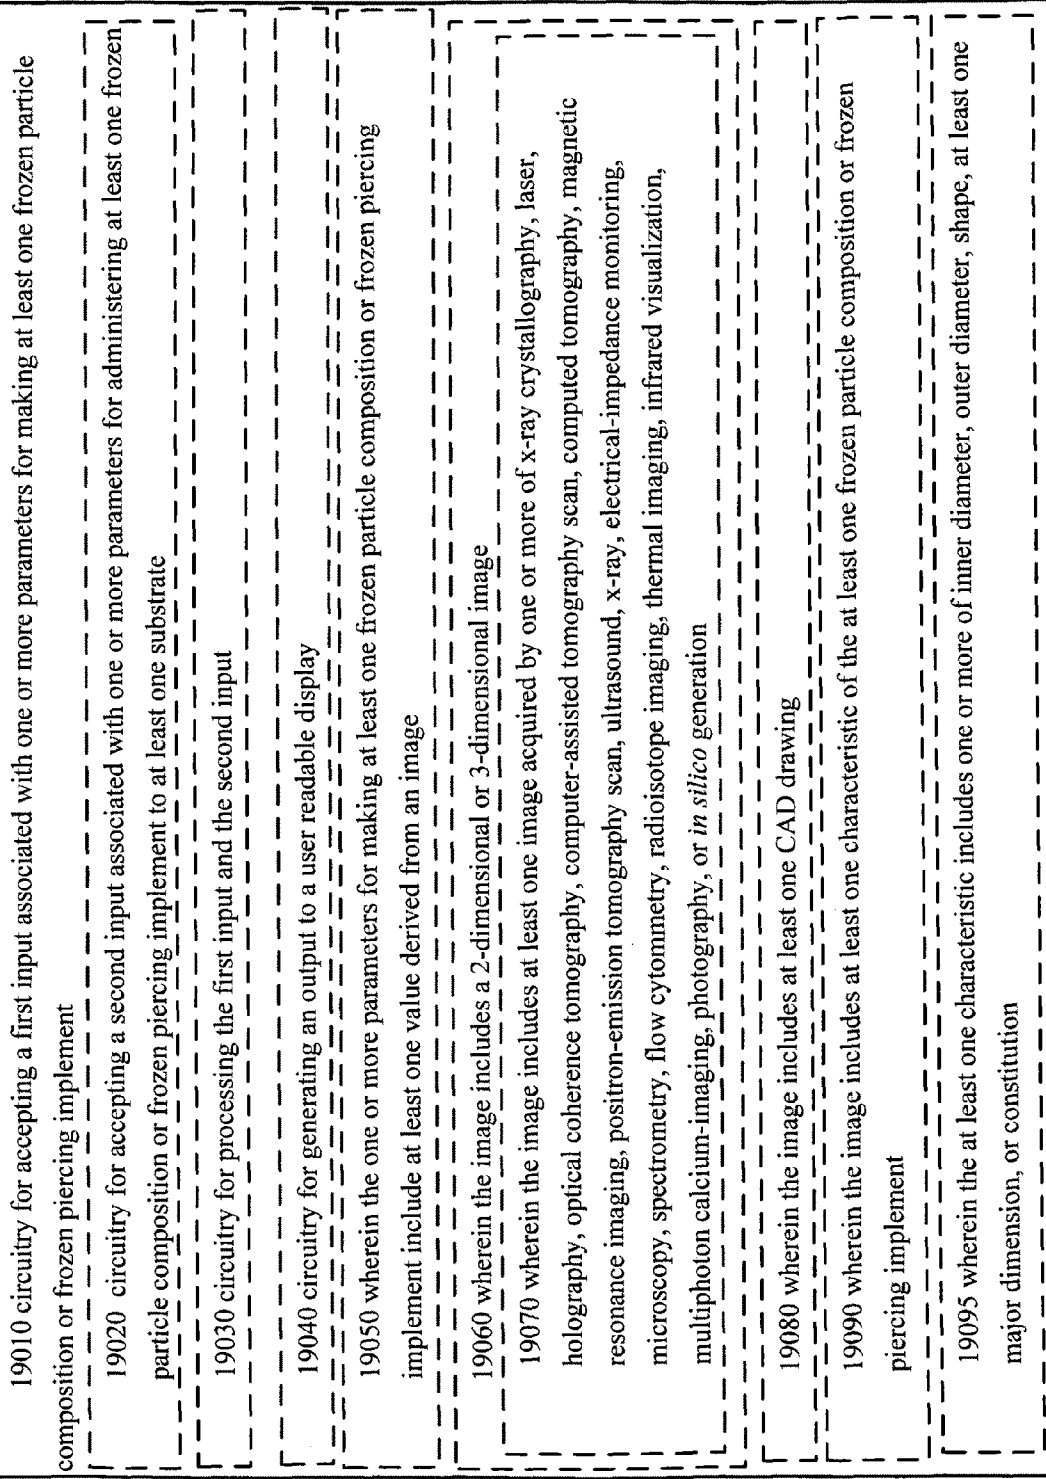 19010 circuitry for accepting a first input associated with one or more parameters for making at least one frozen particle
composition or frozen piercing implement
19020 circuitry for accepting a second input associated with one or more parameters for administering at least one frozen
particle composition or frozen piercing implement to at least one substrate
19030 circuitry for processing the first input and the second input
19040 circuitry for generating an output to a user readable display
19050 wherein the one or more parameters for making at least one frozen particle composition or frozen piercing
implement include at least one value derived from an image
19060 wherein the image includes a 2-dimensional or 3-dimensional image
19070 wherein the image includes at least one image acquired by one or more of x-ray crystallography, laser,
holography, optical coherence tomography, computer-assisted tomography scan, computed tomography, magnetic
resonance imaging, positron-emission tomography scan, ultrasound, x-ray, electrical-impedance monitoring,
microscopy, spectrometry, flow cytommetry, radioisotope imaging, thermal imaging, infrared visualization,
multiphoton calcium-imaging, photography, or in silico generation
19080 wherein the image includes at least one CAD drawing
19090 wherein the image includes at least one characteristic of the at least one frozen particle composition or frozen
piercing implement
19095 wherein the at least one characteristic includes one or more of inner diameter, outer diameter, shape, at least one
major dimension, or constitution